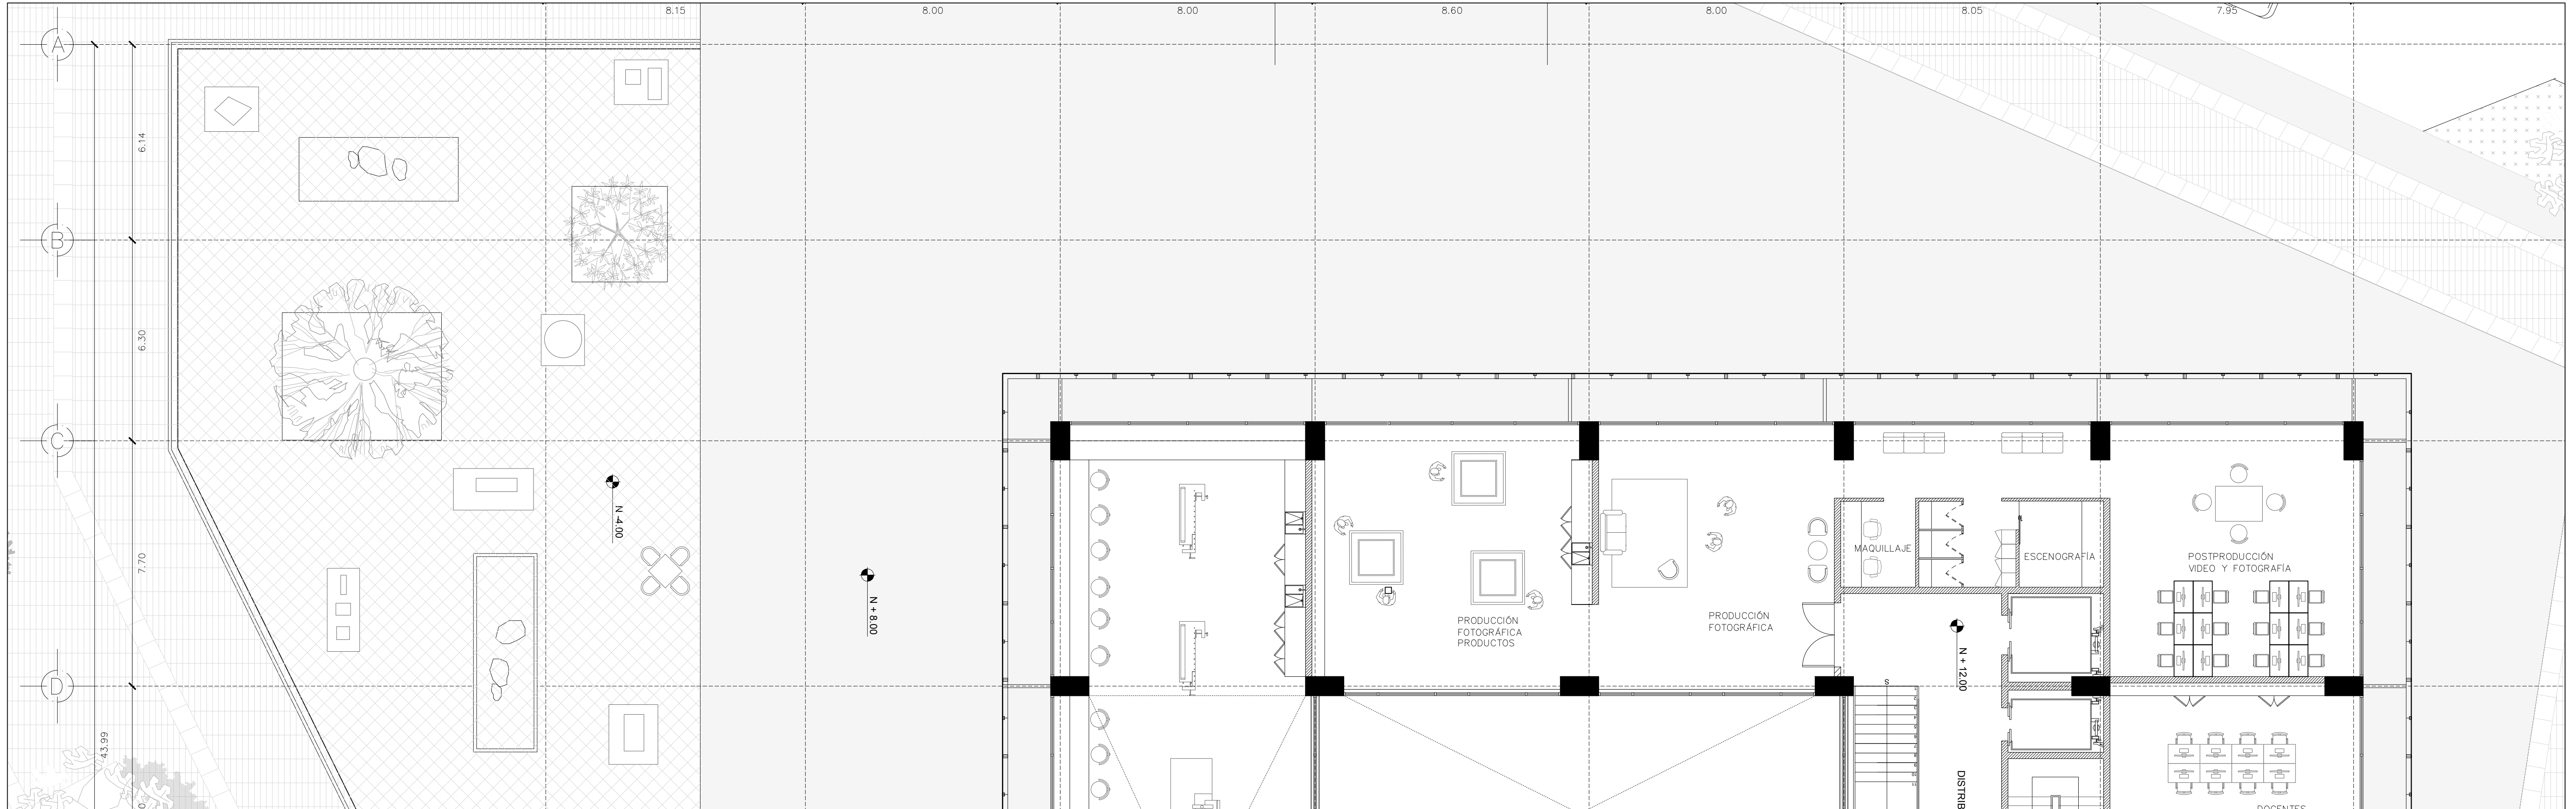 8.15
8.00
8.00
8.60
8.00
8.05
7.95
A
6.14
B
6.30
C
N -4.00
7.70
N + 8.00
D
43.99
MAQUILLAJE
ESCENOGRAFÍA
POSTPRODUCCIÓN
VIDEO Y FOTOGRAFÍA
PRODUCCIÓN
FOTOGRÁFICA
PRODUCTOS
PRODUCCIÓN
FOTOGRÁFICA
N + 12.00
S
DISTRIB
DOCENTES